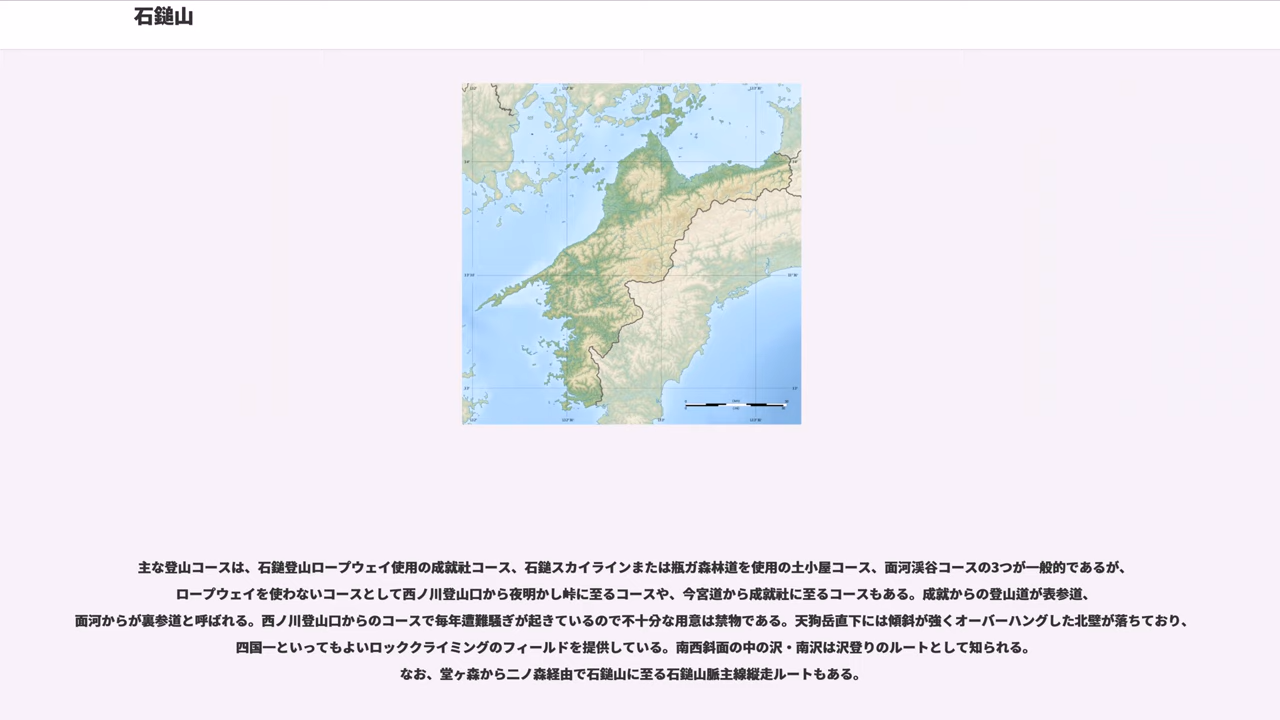 石鎚山
主な登山コースは、石鎚登山ロープウェイ使用の成就社コース、石鎚スカイラインまたは瓶ガ森林道を使用の土小屋コース、面河渓谷コースの3つが一般的であるが、
ロープウェイを使わないコースとして西ノ川登山口から夜明かし峠に至るコースや、今宮道から成就社に至るコースもある。成就からの登山道が表参道、
面河からが裏参道と呼ばれる。西ノ川登山口からのコースで毎年遭難騒ぎが起きているので不十分な用意は禁物である。天狗岳直下には傾斜が強くオーバーハングした北壁が落ちており、
四国一といってもよいロッククライミングのフィールドを提供している。南西斜面の中の沢・南沢は沢登りのルートとして知られる。
なお、堂ヶ森から二ノ森経由で石鎚山に至る石鎚山脈主線縦走ルートもある。